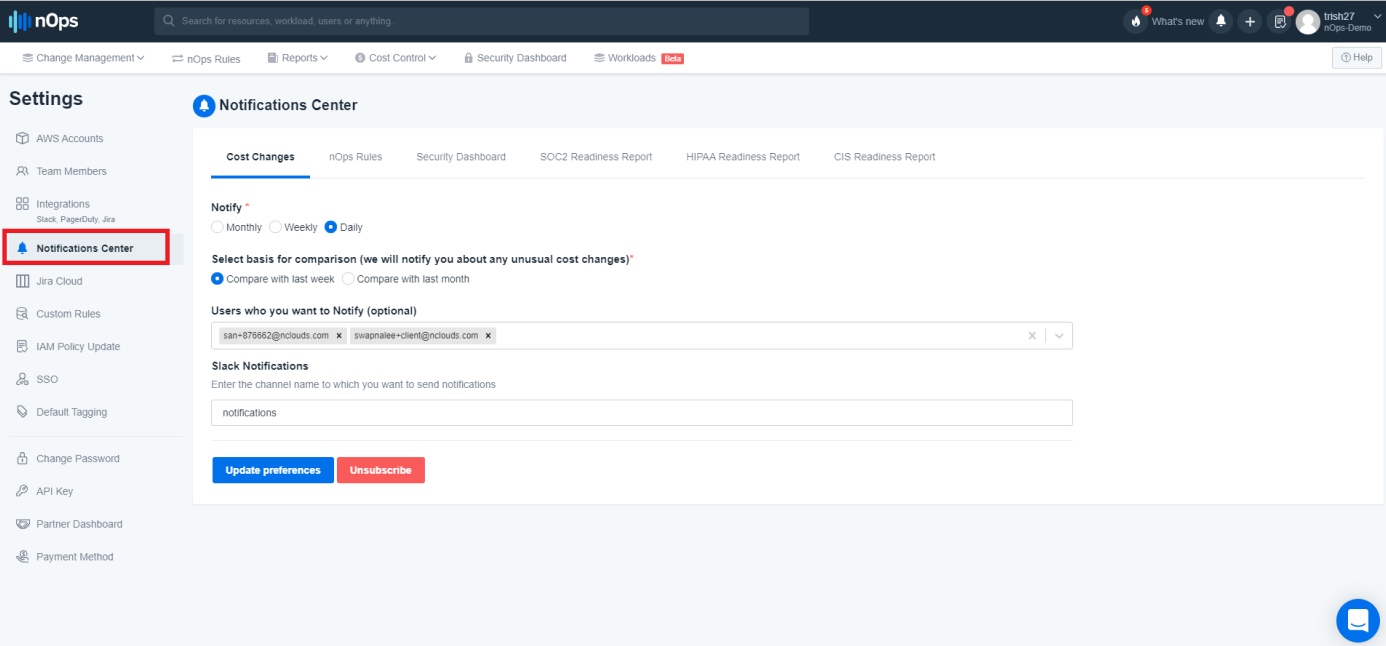 nOps
Search for resources, workload, users or anything.
What's new
trish27
nOps-Demo
Change Management
nOps Rules
Reports
Cost Control
Security Dashboard
Workloads Beta
Help
Settings
AWS Accounts
Team Members
Integrations
Slack, PagerDuty, Jira
Notifications Center
Jira Cloud
Custom Rules
IAM Policy Update
SSO
Default Tagging
Change Password
API Key
Partner Dashboard
Payment Method
Notifications Center
Cost Changes
nOps Rules
Security Dashboard
SOC2 Readiness Report
HIPAA Readiness Report
CIS Readiness Report
Notify *
Monthly Weekly Daily
Select basis for comparison (we will notify you about any unusual cost changes)*
Compare with last week Compare with last month
Users who you want to Notify (optional)
san+876662@nclouds.com × swapnalee+client@nclouds.com ×
Slack Notifications
Enter the channel name to which you want to send notifications
notifications
Update preferences Unsubscribe